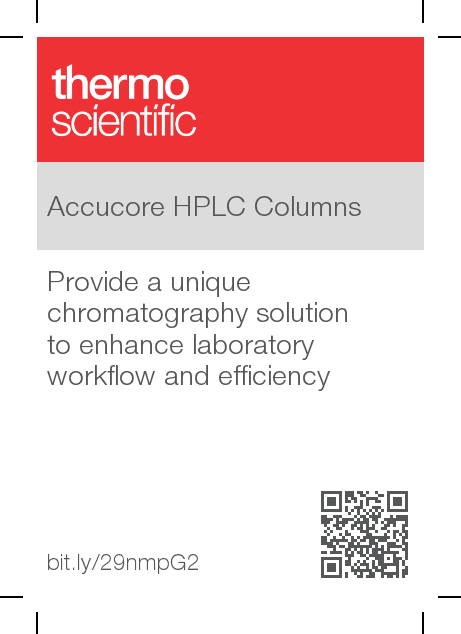 thermo
scientific
Accucore HPLC Columns
Provide a unique
chromatography solution
to enhance laboratory
workflow and efficiency
bit.ly/29nmpG2